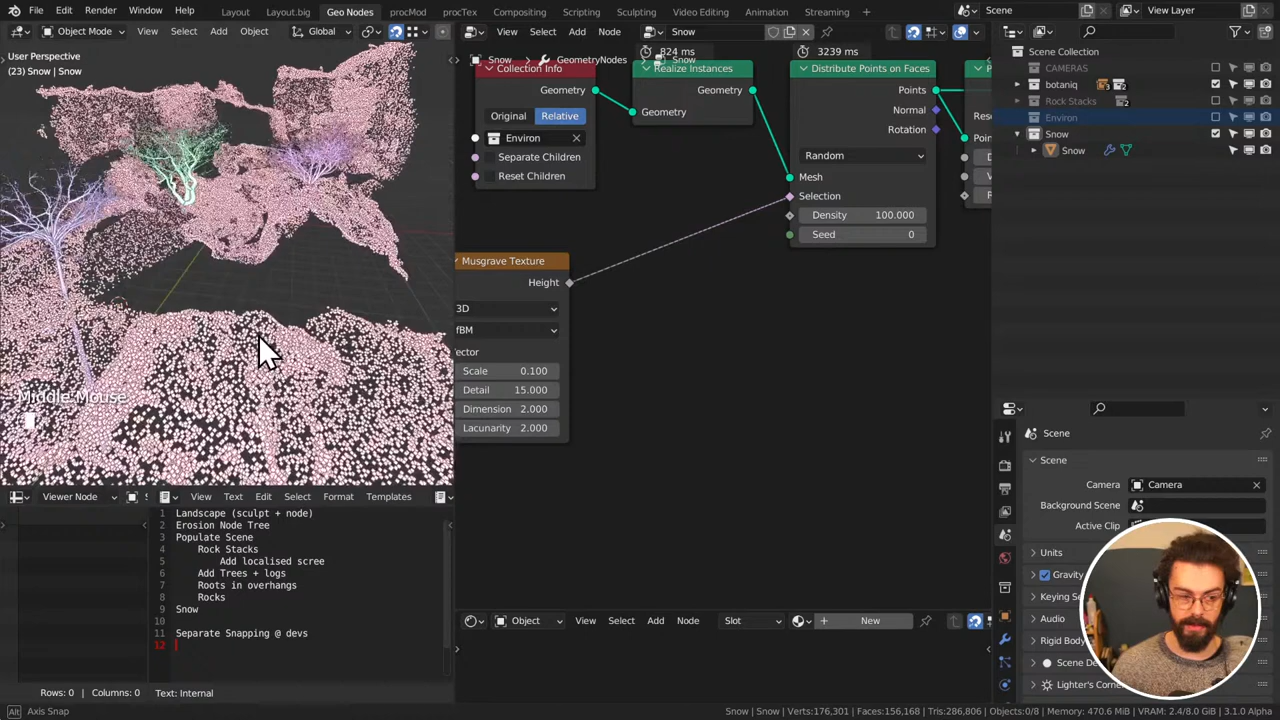 File Edit Render Window Help
Layout Layout.big Geo Nodes procMod procTex Compositing Scripting Sculpting Video Editing Animation Streaming +
Scene
View Layer
Object Mode View Select Add Object Global
View Select Add Node
Snow
User Perspective
(23) Snow | Snow
Middle Mouse
Snow GeometryNodes Snow
824 ms
3239 ms
Collection Info
Geometry
Original Relative
Environ
Separate Children
Reset Children
Realize Instances
Geometry
Geometry
Distribute Points on Faces
Points
Normal
Rotation
Random
Mesh
Selection
Density 100.000
Seed 0
Musgrave Texture
Height
3D
fBM
Scale 0.100
Detail 15.000
Dimension 2.000
Lacunarity 2.000
Scene Collection
CAMERAS
botaniq
Rock Stacks
Environ
Snow
Snow
Scene
Scene
Camera Camera
Background Scene
Active Clip
Units
Gravity
Audio
Viewer Node
View Text Edit Select Format Templates
1 Landscape (sculpt + node)
2 Erosion Node Tree
3 Populate Scene
4 Rock Stacks
5 Add localised scree
6 Add Trees + logs
7 Roots in overhangs
8 Rocks
9 Snow
10
11 Separate Snapping @ devs
12
Rows: 0 | Columns: 0
Text: Internal
Object View Select Add Node Slot New
Alt Axis Snap
Snow | Snow | Verts:176,301 | Faces:156,168 | Tris:286,806 | Objects:0/8 | Memory: 470.6 MiB | VRAM: 2.4/8.0 GiB | 3.1.0 Alpha